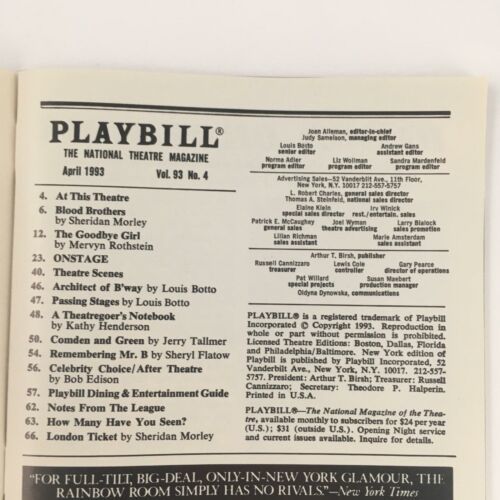 PLAYBILL®
THE NATIONAL THEATRE MAGAZINE
April 1993 Vol. 93 No. 4
4. At This Theatre
6. Blood Brothers
by Sheridan Morley
12. The Goodbye Girl
by Mervyn Rothstein
23. ONSTAGE
40. Theatre Scenes
46. Architect of B'way by Louis Botto
47. Passing Stages by Louis Botto
48. A Theatregoer's Notebook
by Kathy Henderson
50. Comden and Green by Jerry Tallmer
54. Remembering Mr. B by Sheryl Flatow
56. Celebrity Choice/After Theatre
by Bob Edison
57. Playbill Dining & Entertainment Guide
62. Notes From The League
63. How Many Have You Seen?
66. London Ticket by Sheridan Morley
Joan Alleman, editor-in-chief
Judy Samelson, managing editor
Louis Botto Andrew Gans
senior editor assistant editor
Norma Adler Liz Wollman Sandra Mardenfeld
program editor program editor program editor
Advertising Sales—52 Vanderbilt Ave., 11th Floor,
New York, N.Y. 10017 212-557-5757
L. Robert Charles, general sales director
Thomas A. Steinfeld, national sales director
Elaine Klein Irv Winick
special sales director rest./entertain. sales
Patrick E. McCaughey Joel Wyman Larry Blalock
general sales theatre advertising sales promotion
Lilian Richman Marie Amsterdam
sales assistant sales assistant
Arthur T. Birsh, publisher
Russell Cannizzaro Lewis Cole Gary Pearce
treasurer controller director of operations
Pat Willard Susan Maxbert
special projects production manager
Oldyna Dynowska, communications
PLAYBILL® is a registered trademark of Playbill
Incorporated © Copyright 1993. Reproduction in
whole or part without permission is prohibited.
Licensed Theatre Editions: Boston, Dallas, Florida
and Philadelphia/Baltimore. New York edition of
Playbill is published by Playbill Incorporated, 52
Vanderbilt Ave., New York, N.Y. 10017. 212-557-
5757. President: Arthur T. Birsh; Treasurer: Russell
Cannizzaro; Secretary: Theodore P. Halperin.
Printed in U.S.A.
PLAYBILL®—The National Magazine of the Thea-
tre, available monthly to subscribers for $24 per year
(U.S.); $31 (outside U.S.). Opening Night service
and current issues available. Inquire for details.
"FOR FULL-TILT, BIG-DEAL, ONLY-IN-NEW YORK GLAMOUR, THE
RAINBOW ROOM SIMPLY HAS NO RIVALS."—New York Times